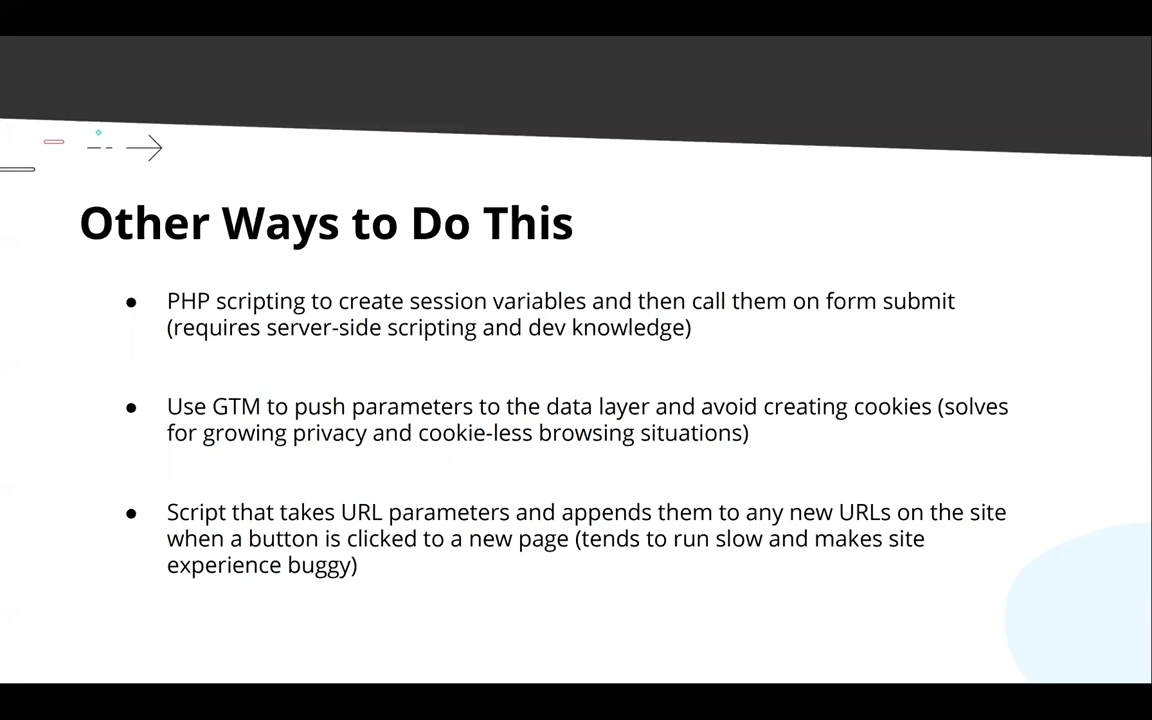 Other Ways to Do This
● PHP scripting to create session variables and then call them on form submit
(requires server-side scripting and dev knowledge)
● Use GTM to push parameters to the data layer and avoid creating cookies (solves
for growing privacy and cookie-less browsing situations)
● Script that takes URL parameters and appends them to any new URLs on the site
when a button is clicked to a new page (tends to run slow and makes site
experience buggy)